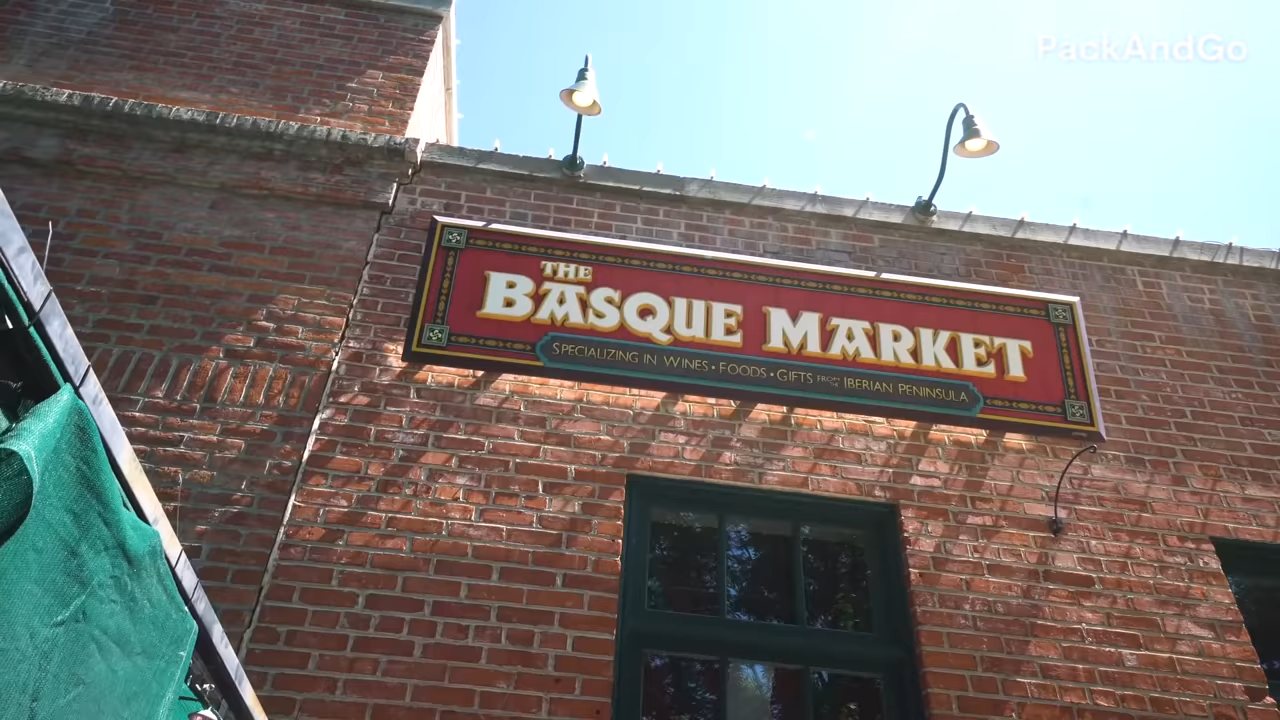 PackAndGo
THE
BASQUE MARKET
SPECIALIZING IN WINES • FOODS • GIFTS FROM THE IBERIAN PENINSULA